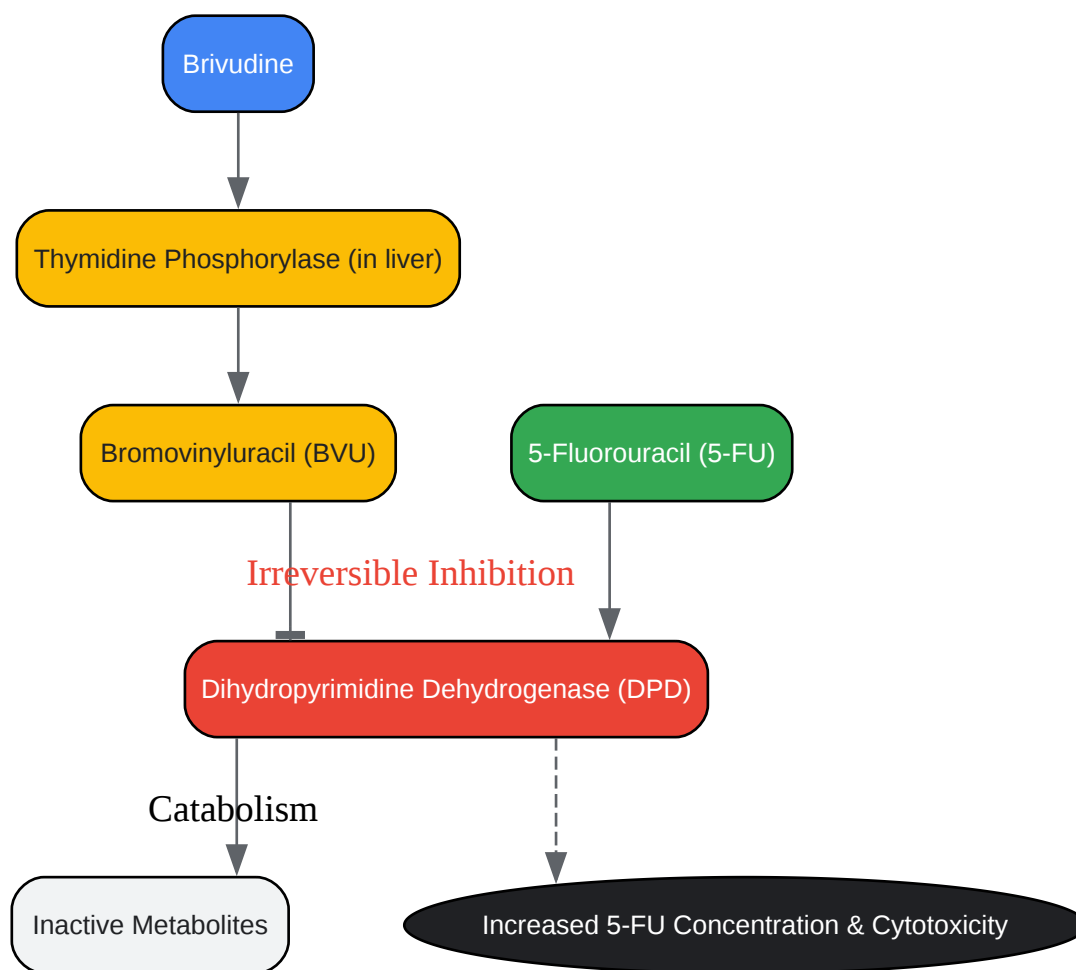 Brivudine
Thymidine Phosphorylase (in liver)
Bromovinyluracil (BVU)
5-Fluorouracil (5-FU)
Irreversible Inhibition
Dihydropyrimidine Dehydrogenase (DPD)
Catabolism
Inactive Metabolites
Increased 5-FU Concentration & Cytotoxicity